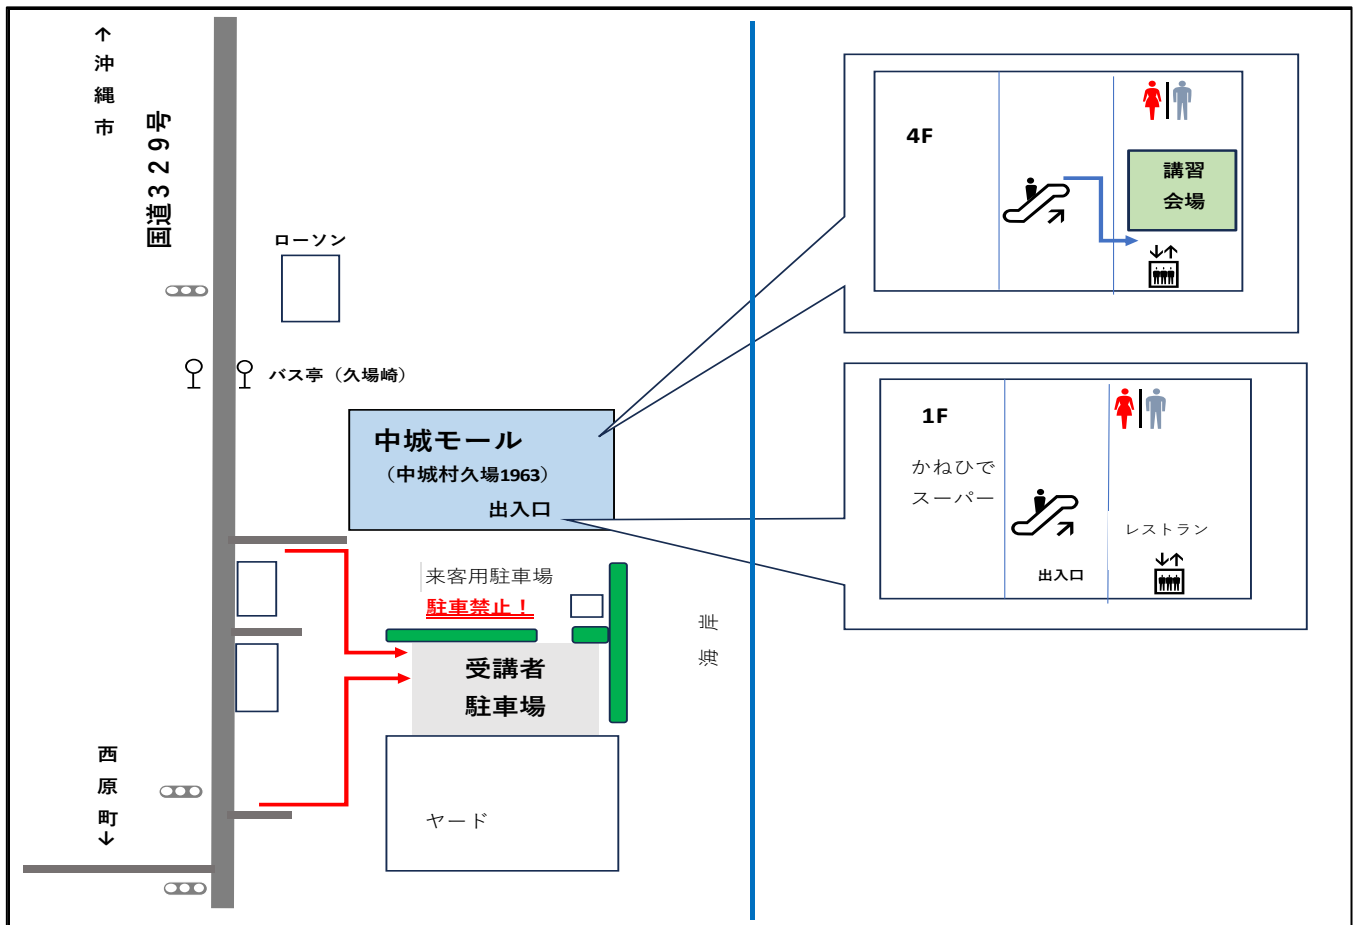 ↑沖縄市
国道329号
ローソン
バス亭（久場崎）
中城モール
（中城村久場1963）
出入口
来客用駐車場
駐車禁止！
受講者
駐車場
ヤード
西原町↓
海岸
4F
講習
会場
1F
かねひで
スーパー
レストラン
出入口